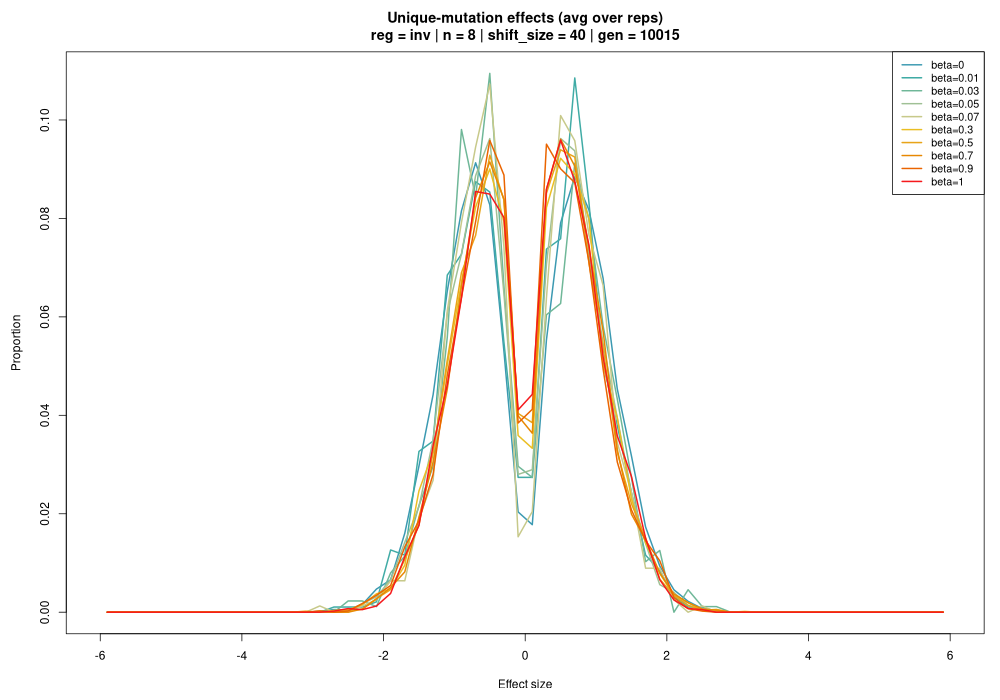 Unique-mutation effects (avg over reps)
reg = inv | n = 8 | shift_size = 40 | gen = 10015
beta=0
beta=0.01
beta=0.03
beta=0.05
beta=0.07
beta=0.3
beta=0.5
beta=0.7
beta=0.9
beta=1
Proportion
0.10
0.08
0.06
0.04
0.02
0.00
-6 -4 -2 0 2 4 6
Effect size